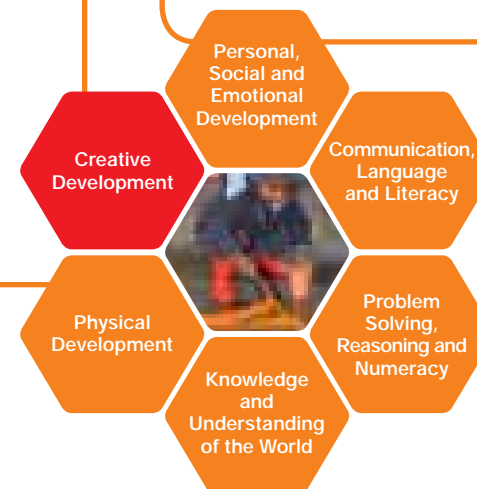 Personal,
Social and
Emotional
Development
Creative
Development
Communication,
Language
and Literacy
Physical
Development
Problem
Solving,
Reasoning and
Numeracy
Knowledge
and
Understanding
of the World